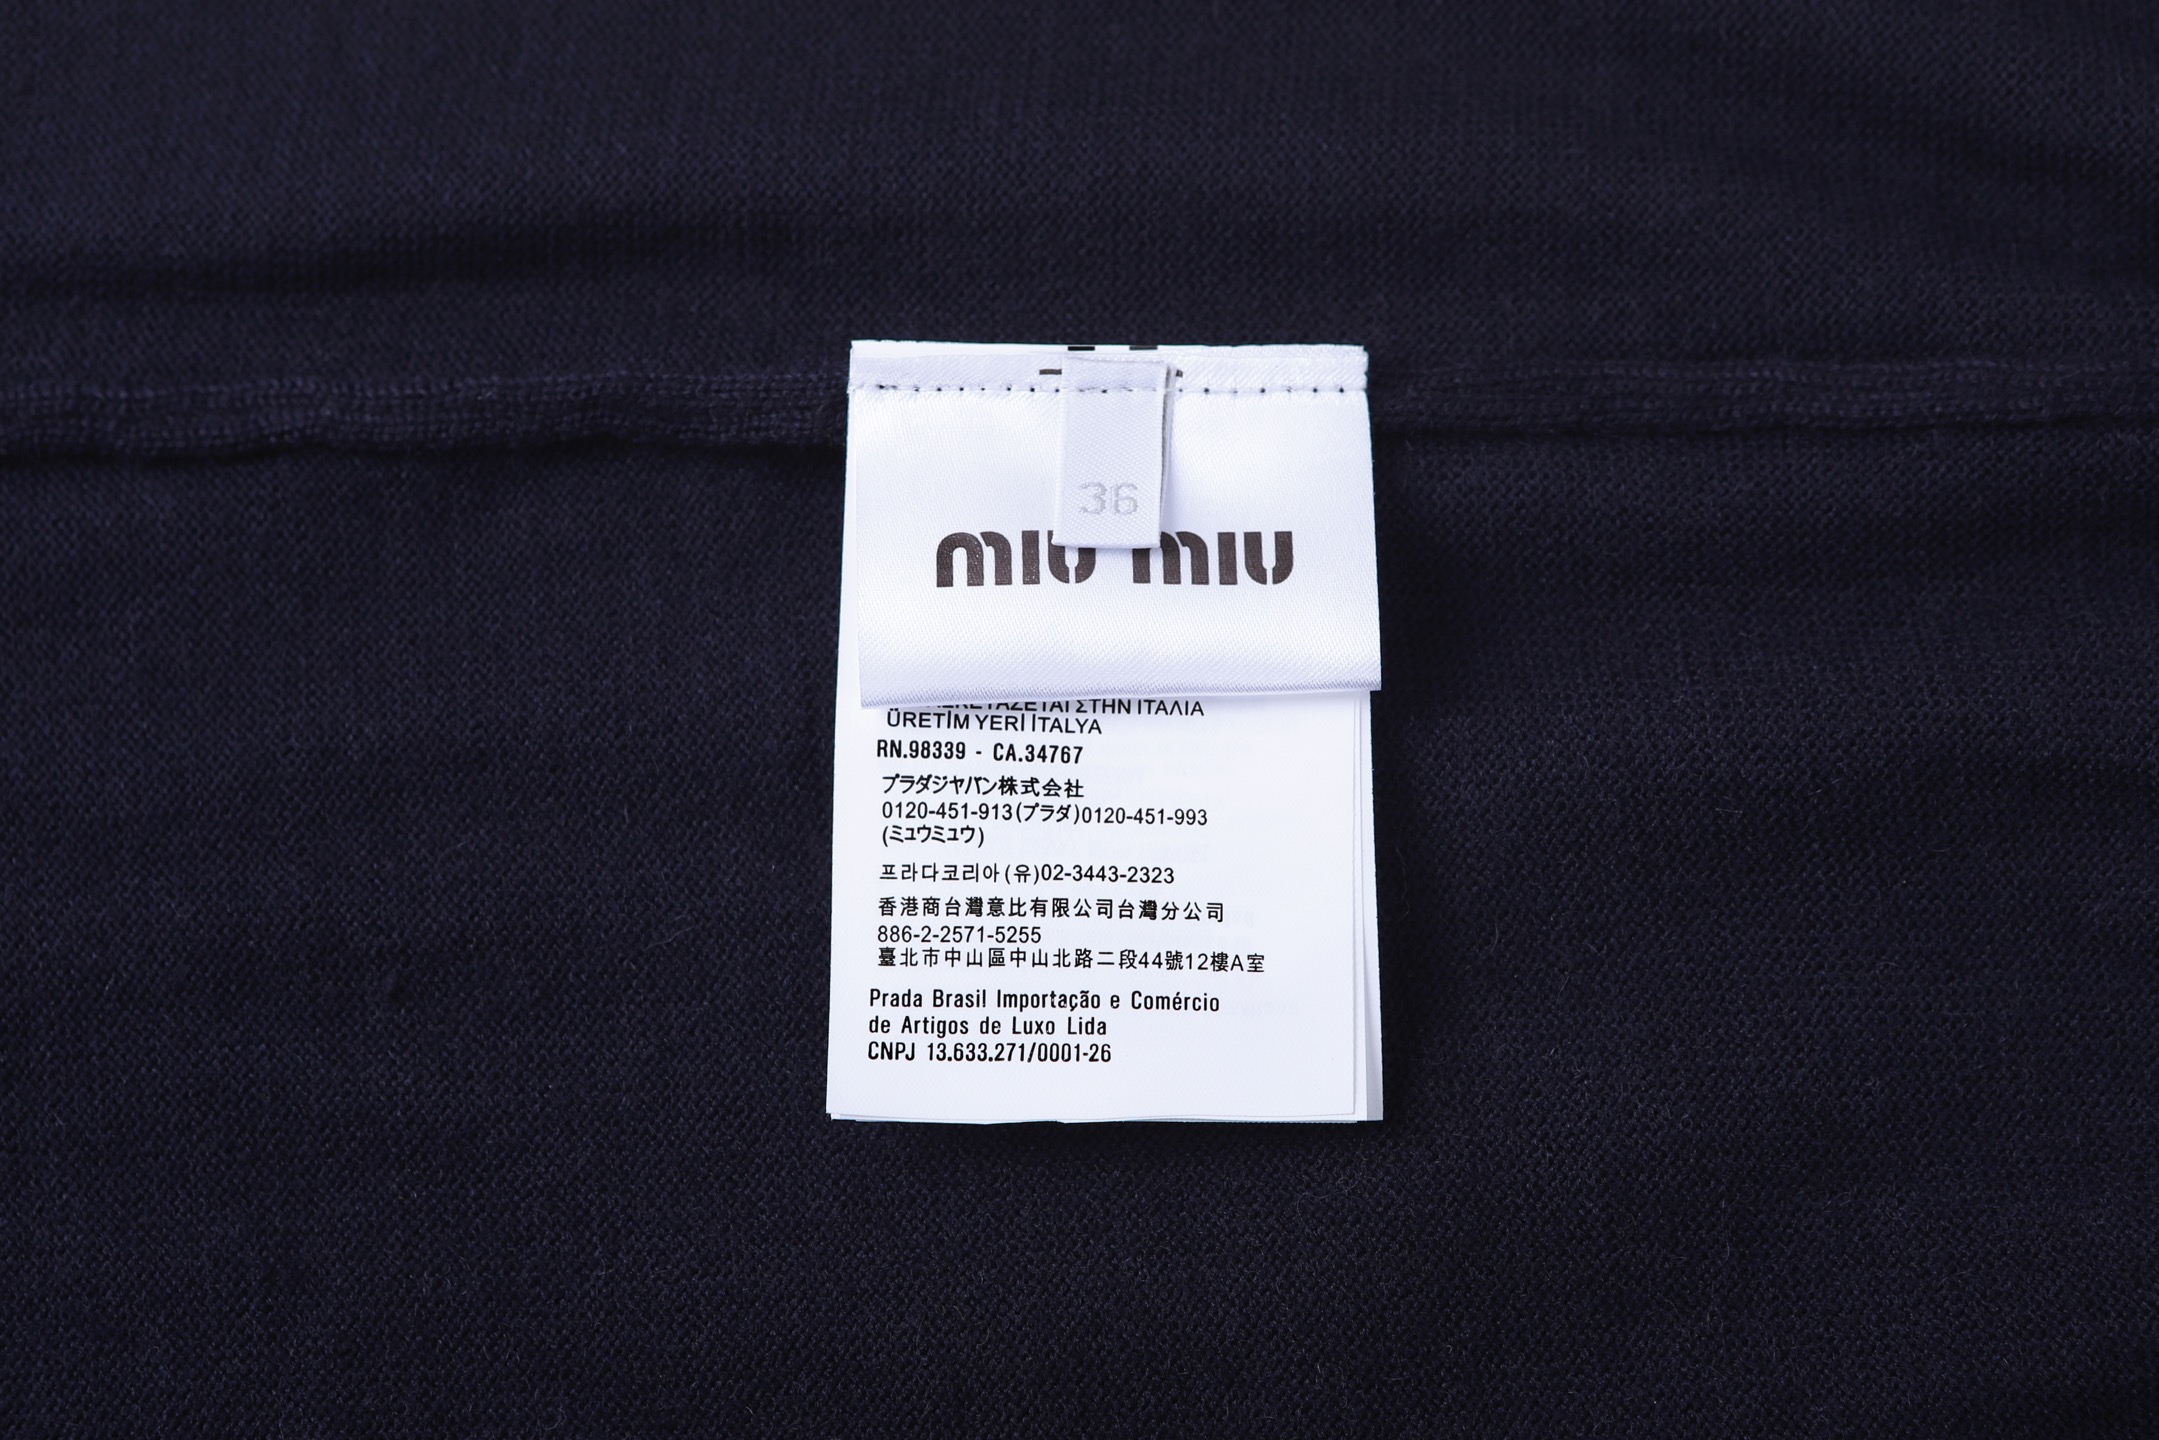 36
miu miu
ΣΤΗΝ ΙΤΑΛΙΑ
ÜRETİM YERİ İTALYA
RN.98339 - CA.34767
プラダジャパン株式会社
0120-451-913(プラダ)0120-451-993
(ミュウミュウ)
프라다코리아(유)02-3443-2323
香港商台灣意比有限公司台灣分公司
886-2-2571-5255
臺北市中山區中山北路二段44號12樓A室
Prada Brasil Importação e Comércio
de Artigos de Luxo Lida
CNPJ 13.633.271/0001-26